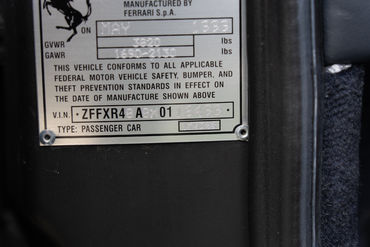 MANUFACTURED BY
FERRARI S.p.A.
ON MAY
GVWR lbs
GAWR lbs
THIS VEHICLE CONFORMS TO ALL APPLICABLE
FEDERAL MOTOR VEHICLE SAFETY, BUMPER, AND
THEFT PREVENTION STANDARDS IN EFFECT ON
THE DATE OF MANUFACTURE SHOWN ABOVE
V.I.N. · ZFFXR4 A 01
TYPE: PASSENGER CAR